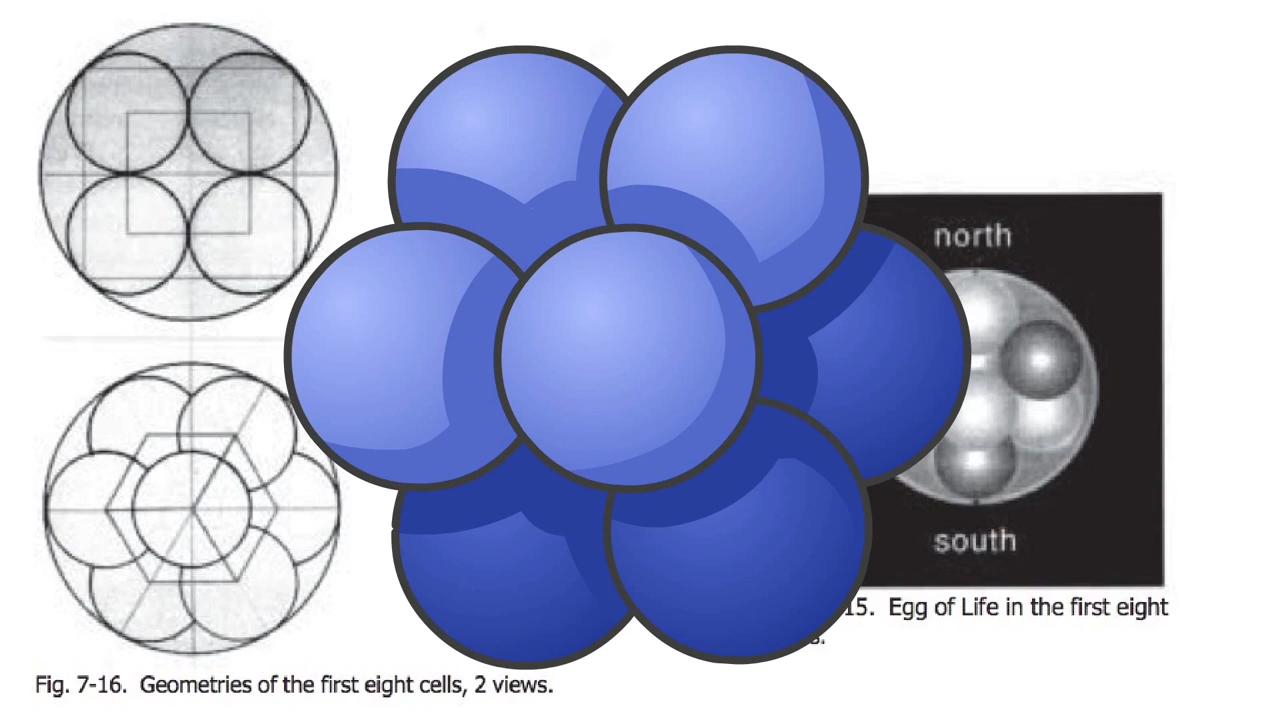 north
south
15. Egg of Life in the first eight
s.
Fig. 7-16. Geometries of the first eight cells, 2 views.